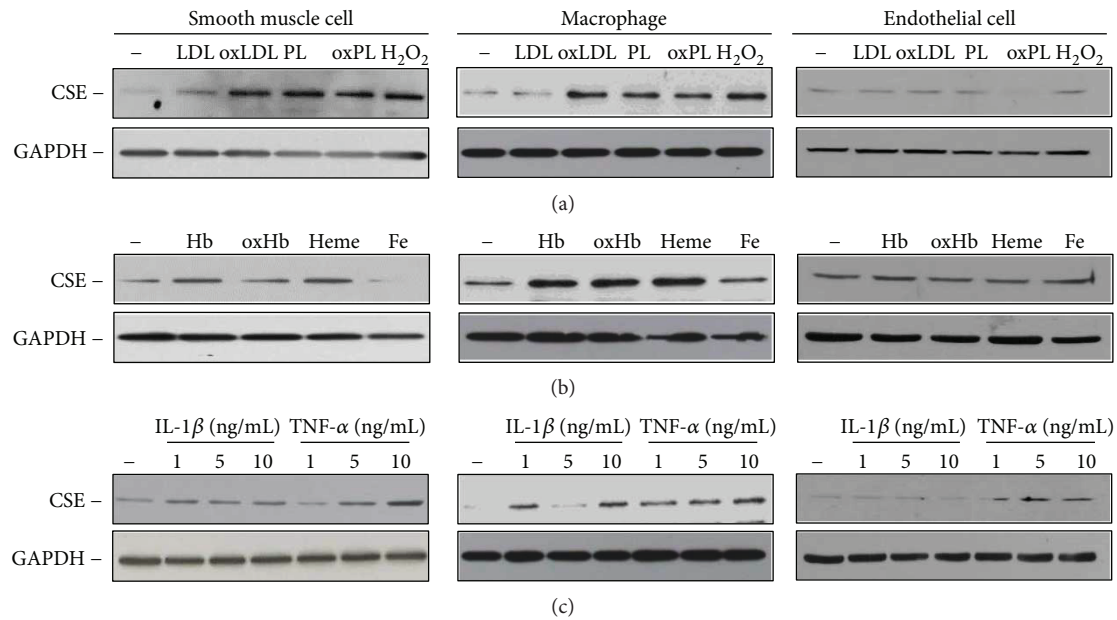 Smooth muscle cell Macrophage Endothelial cell
– LDL oxLDL PL oxPL H₂O₂ – LDL oxLDL PL oxPL H₂O₂ – LDL oxLDL PL oxPL H₂O₂
CSE –
GAPDH –
(a)
– Hb oxHb Heme Fe – Hb oxHb Heme Fe – Hb oxHb Heme Fe
CSE –
GAPDH –
(b)
IL-1β (ng/mL) TNF-α (ng/mL) IL-1β (ng/mL) TNF-α (ng/mL) IL-1β (ng/mL) TNF-α (ng/mL)
– 1 5 10 1 5 10 – 1 5 10 1 5 10 – 1 5 10 1 5 10
CSE –
GAPDH –
(c)